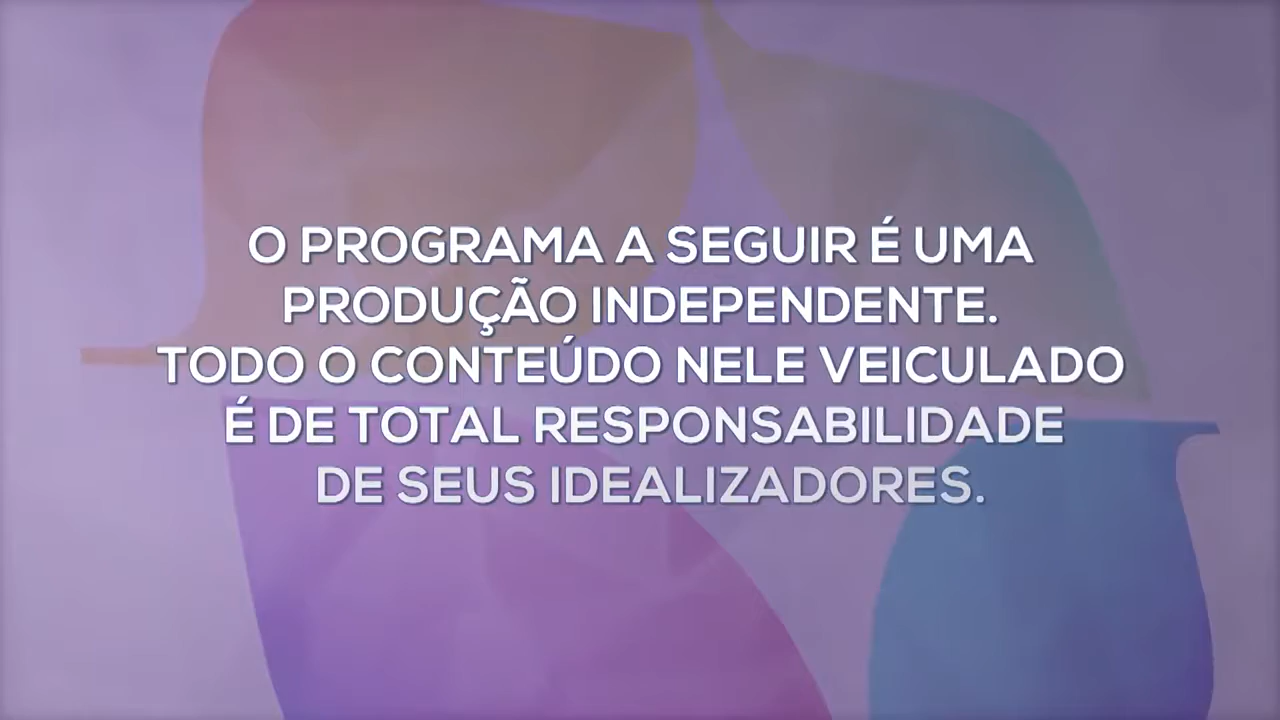 O PROGRAMA A SEGUIR É UMA
PRODUÇÃO INDEPENDENTE.
TODO O CONTEÚDO NELE VEICULADO
É DE TOTAL RESPONSABILIDADE
DE SEUS IDEALIZADORES.